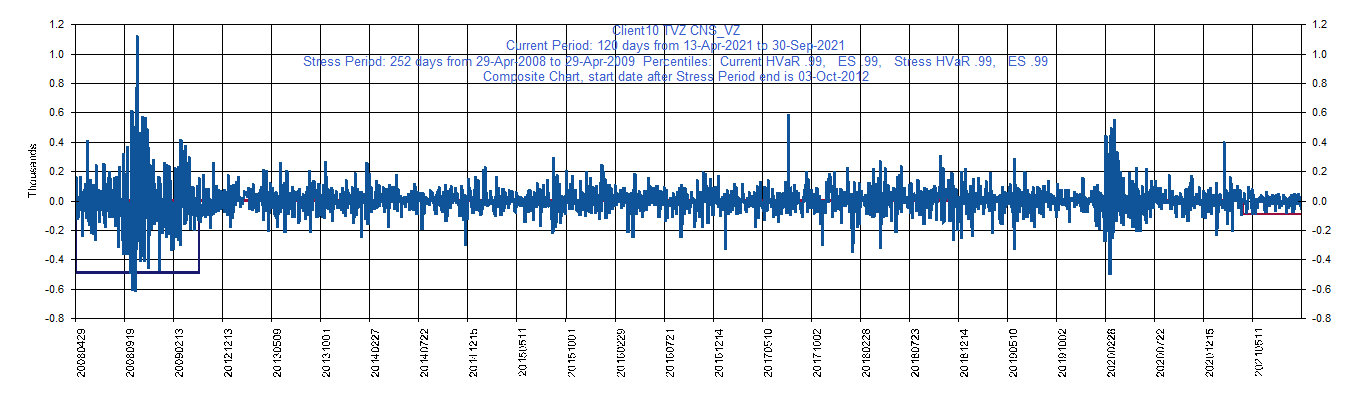 Client10 TVZ CNS_VZ
Current Period: 120 days from 13-Apr-2021 to 30-Sep-2021
Stress Period: 252 days from 29-Apr-2008 to 29-Apr-2009 Percentiles: Current HVaR .99, ES .99, Stress HVaR .99, ES .99
Composite Chart, start date after Stress Period end is 03-Oct-2012
1.2 1.2
1.0 1.0
0.8 0.8
0.6 0.6
0.4 0.4
0.2 0.2
0.0 0.0
-0.2 -0.2
-0.4 -0.4
-0.6 -0.6
-0.8 -0.8
Thousands
20080429 20080919 20090213 20121213 20130509 20131001 20140227 20140722 20141215 20150511 20151001 20160229 20160721 20161214 20170510 20171002 20180228 20180723 20181214 20190510 20191002 20200228 20200722 20201215 20210511